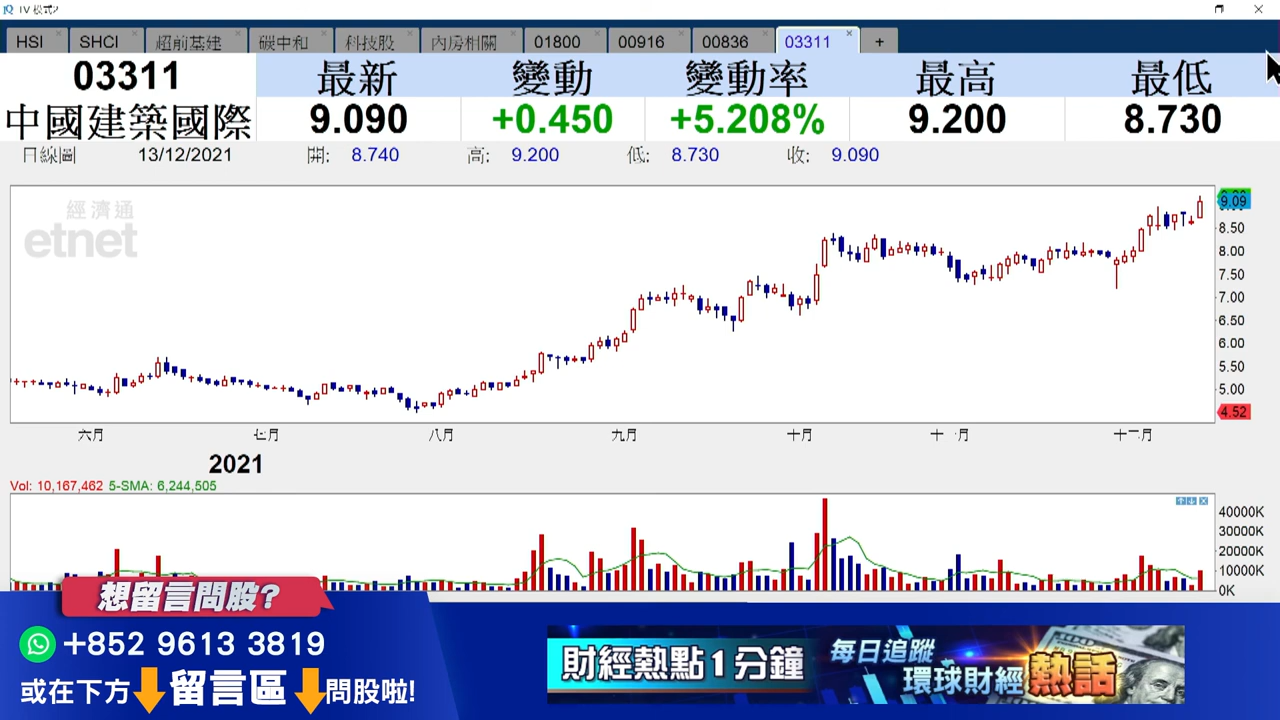 TV 模式2
HSI SHCI 超前基建 碳中和 科技股 內房相關 01800 00916 00836 03311 +
03311 最新 變動 變動率 最高 最低
中國建築國際 9.090 +0.450 +5.208% 9.200 8.730
日線圖 13/12/2021 開: 8.740 高: 9.200 低: 8.730 收: 9.090
經濟通
etnet
9.09
8.50
8.00
7.50
7.00
6.50
6.00
5.50
5.00
4.52
六月 七月 八月 九月 十月 十一月 十二月
2021
Vol: 10,167,462 5-SMA: 6,244,505
40000K
30000K
20000K
10000K
0K
想留言問股?
+852 9613 3819
或在下方 留言區 問股啦!
財經熱點1分鐘
每日追蹤
環球財經熱話